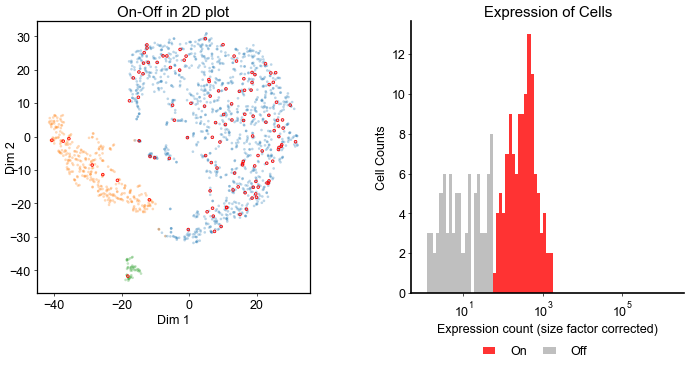 On-Off in 2D plot
Dim 2
30
20
10
0
−10
−20
−30
−40
−40
−20
0
20
Dim 1
Expression of Cells
Cell Counts
12
10
8
6
4
2
0
10^1
10^3
10^5
Expression count (size factor corrected)
On
Off